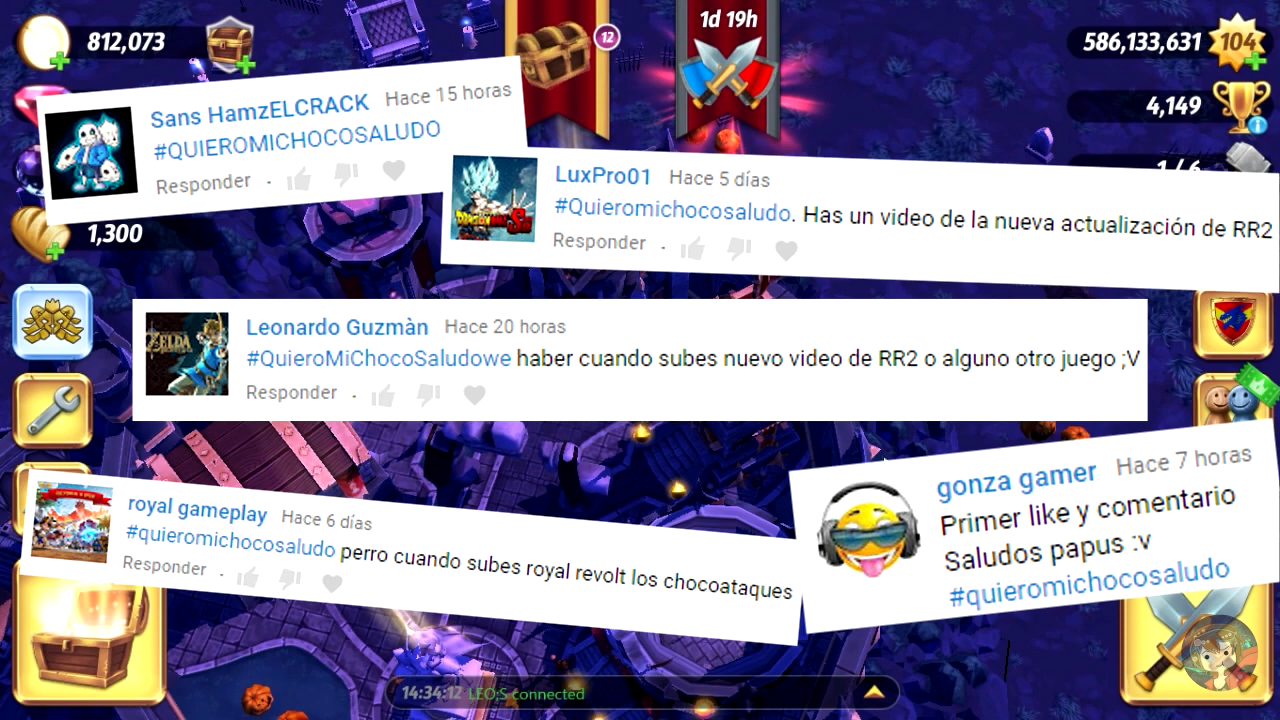 812,073
12
1d 19h
586,133,631
104
4,149
Sans HamzELCRACK Hace 15 horas
#QUIEROMICHOCOSALUDO
Responder
LuxPro01 Hace 5 días
#Quieromichocosaludo. Has un video de la nueva actualización de RR2
Responder
1,300
Leonardo Guzmàn Hace 20 horas
#QuieroMiChocoSaludowe haber cuando subes nuevo video de RR2 o alguno otro juego ;V
Responder
ZELDA
royal gameplay Hace 6 días
#quieromichocosaludo perro cuando subes royal revolt los chocoataques
Responder
gonza gamer Hace 7 horas
Primer like y comentario
Saludos papus :v
#quieromichocosaludo
14:34:12 LEO;S connected